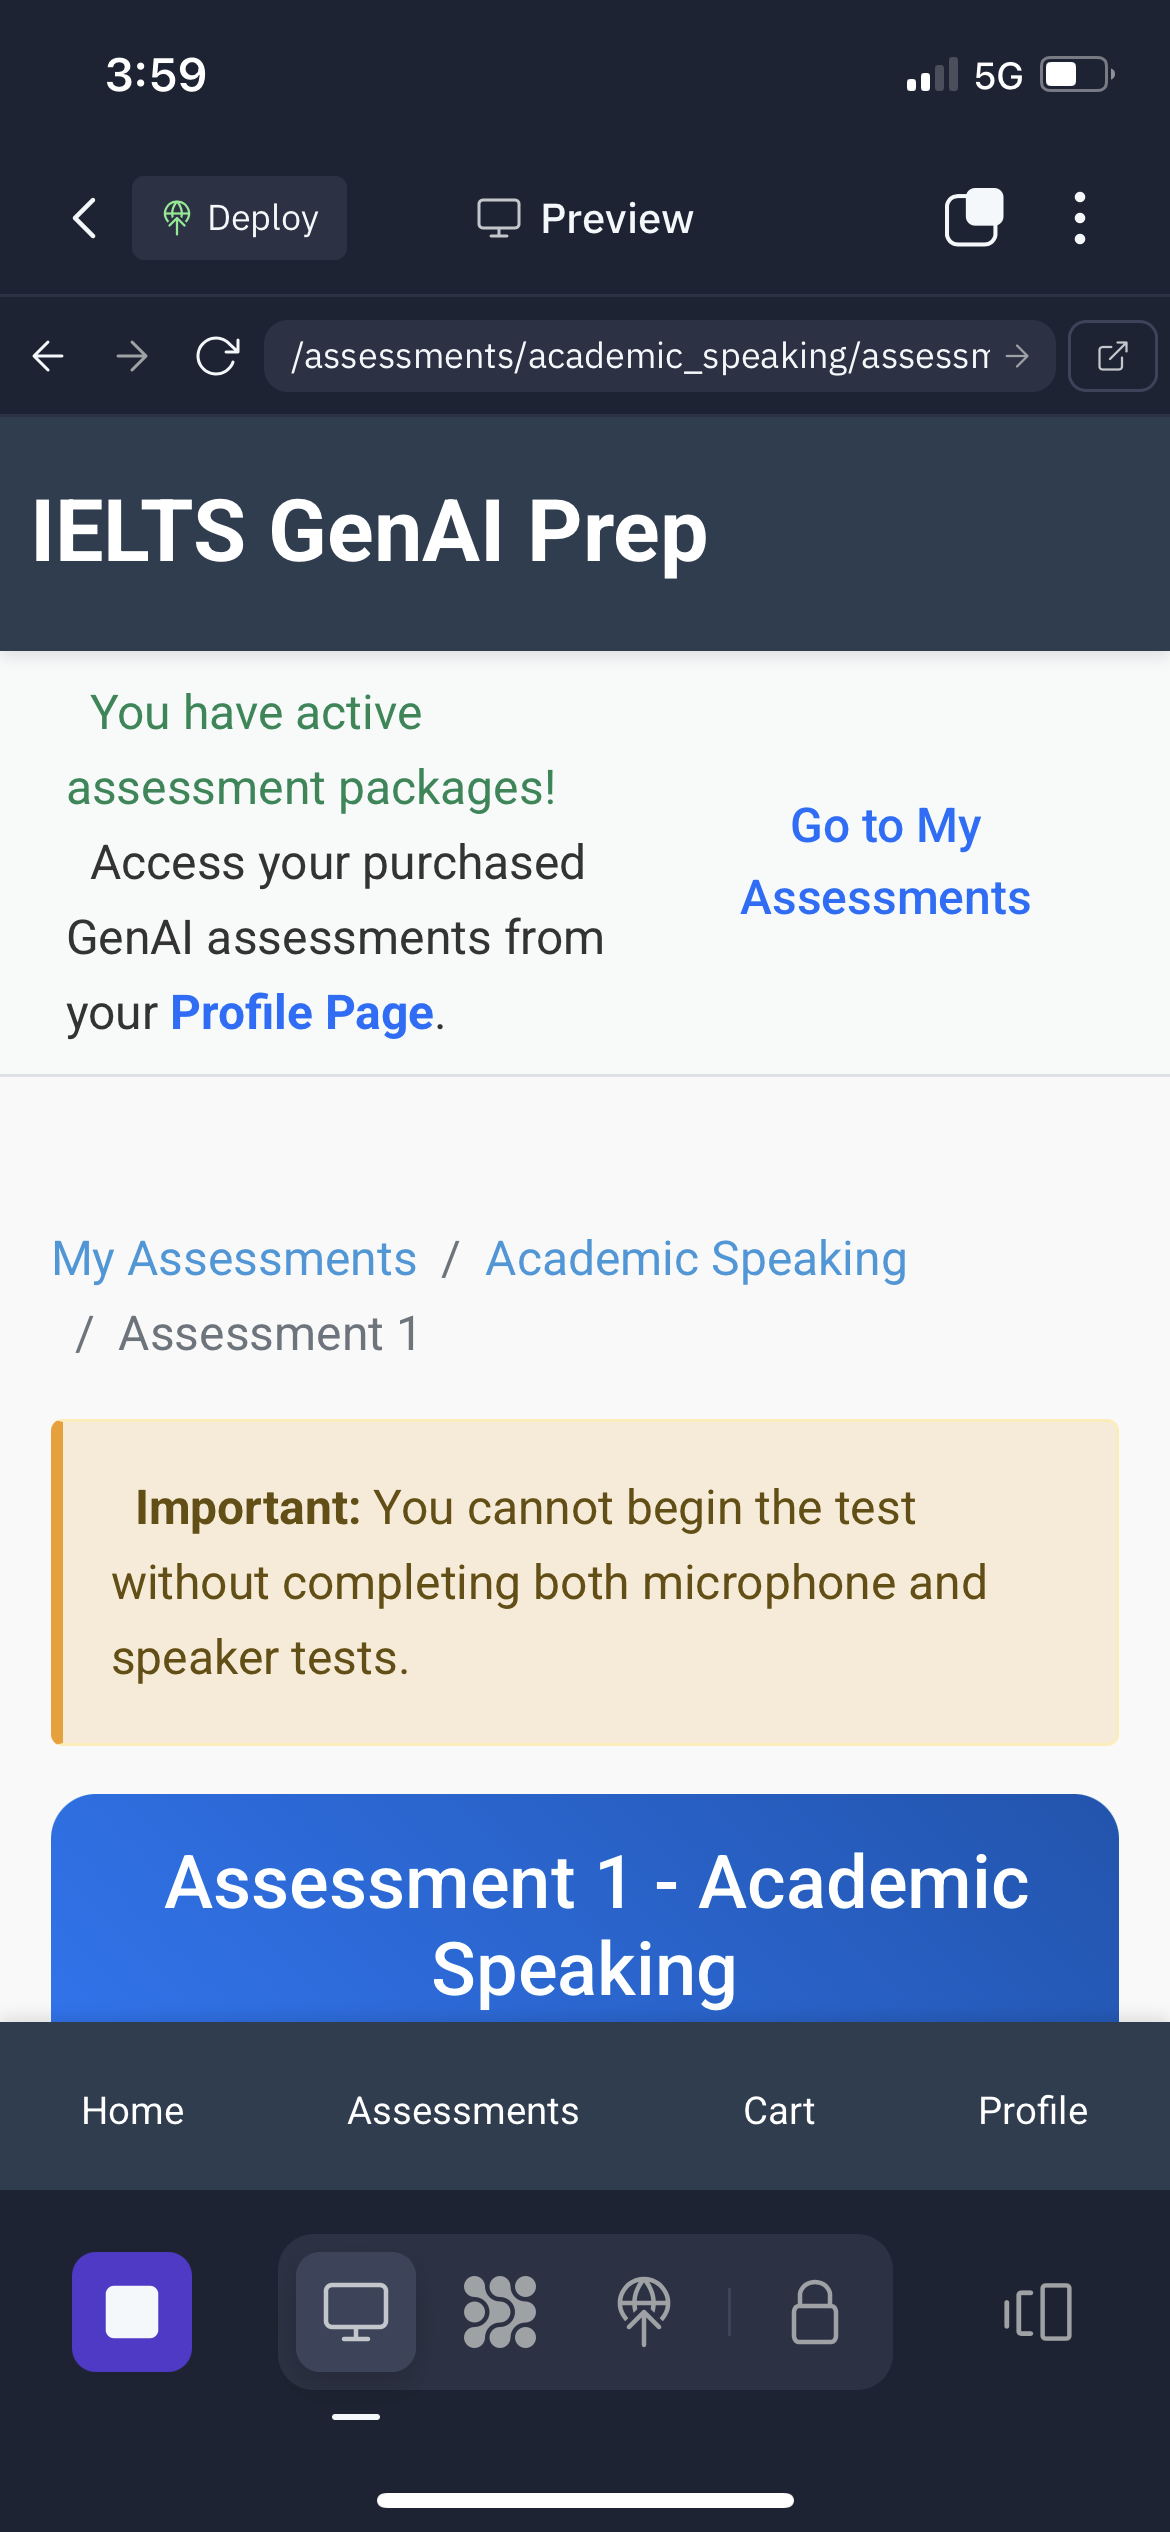 3:59
5G
Deploy
Preview
/assessments/academic_speaking/assessm
IELTS GenAI Prep
You have active
assessment packages!
Access your purchased
GenAI assessments from
your Profile Page.
Go to My
Assessments
My Assessments / Academic Speaking
/ Assessment 1
Important: You cannot begin the test
without completing both microphone and
speaker tests.
Assessment 1 - Academic
Speaking
Home
Assessments
Cart
Profile